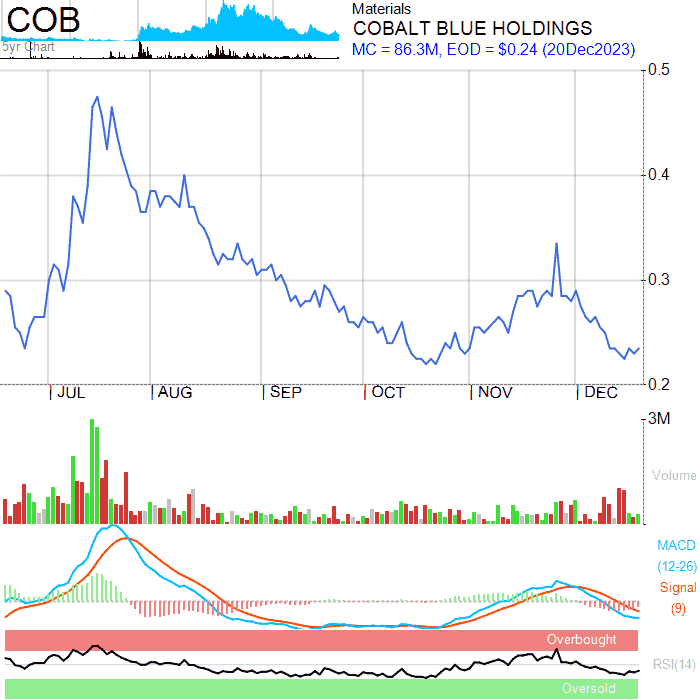 COB
5yr Chart
Materials
COBALT BLUE HOLDINGS
MC = 86.3M, EOD = $0.24 (20Dec2023)
0.5
0.4
0.3
0.2
JUL AUG SEP OCT NOV DEC
3M
Volume
MACD
(12-26)
Signal
(9)
Overbought
RSI(14)
Oversold